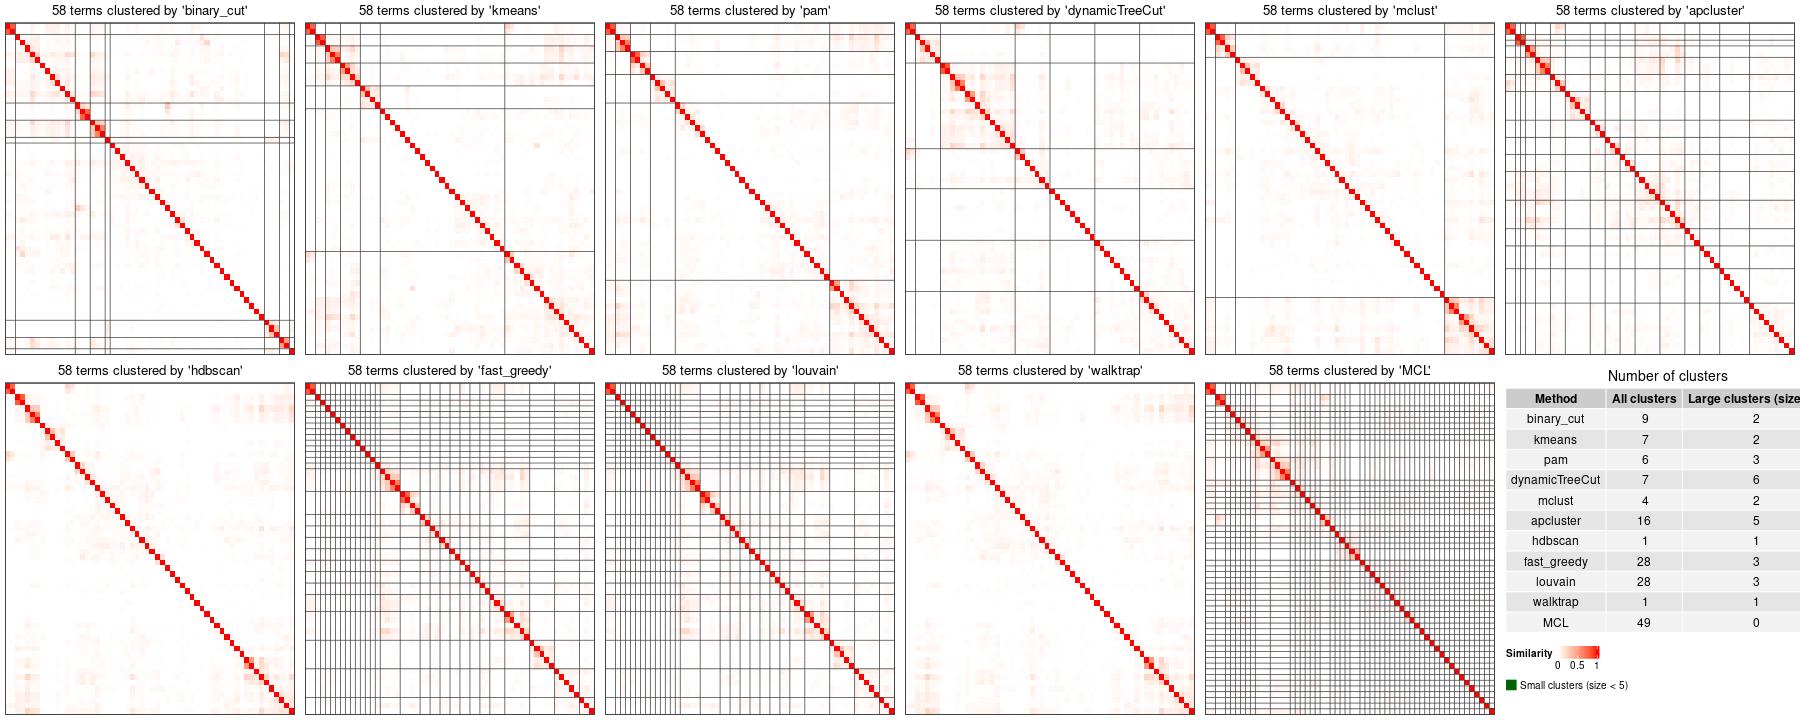 58 terms clustered by 'binary_cut'
58 terms clustered by 'kmeans'
58 terms clustered by 'pam'
58 terms clustered by 'dynamicTreeCut'
58 terms clustered by 'mclust'
58 terms clustered by 'apcluster'
58 terms clustered by 'hdbscan'
58 terms clustered by 'fast_greedy'
58 terms clustered by 'louvain'
58 terms clustered by 'walktrap'
58 terms clustered by 'MCL'
Number of clusters
Method All clusters Large clusters (size
binary_cut 9 2
kmeans 7 2
pam 6 3
dynamicTreeCut 7 6
mclust 4 2
apcluster 16 5
hdbscan 1 1
fast_greedy 28 3
louvain 28 3
walktrap 1 1
MCL 49 0
Similarity
0 0.5 1
Small clusters (size < 5)